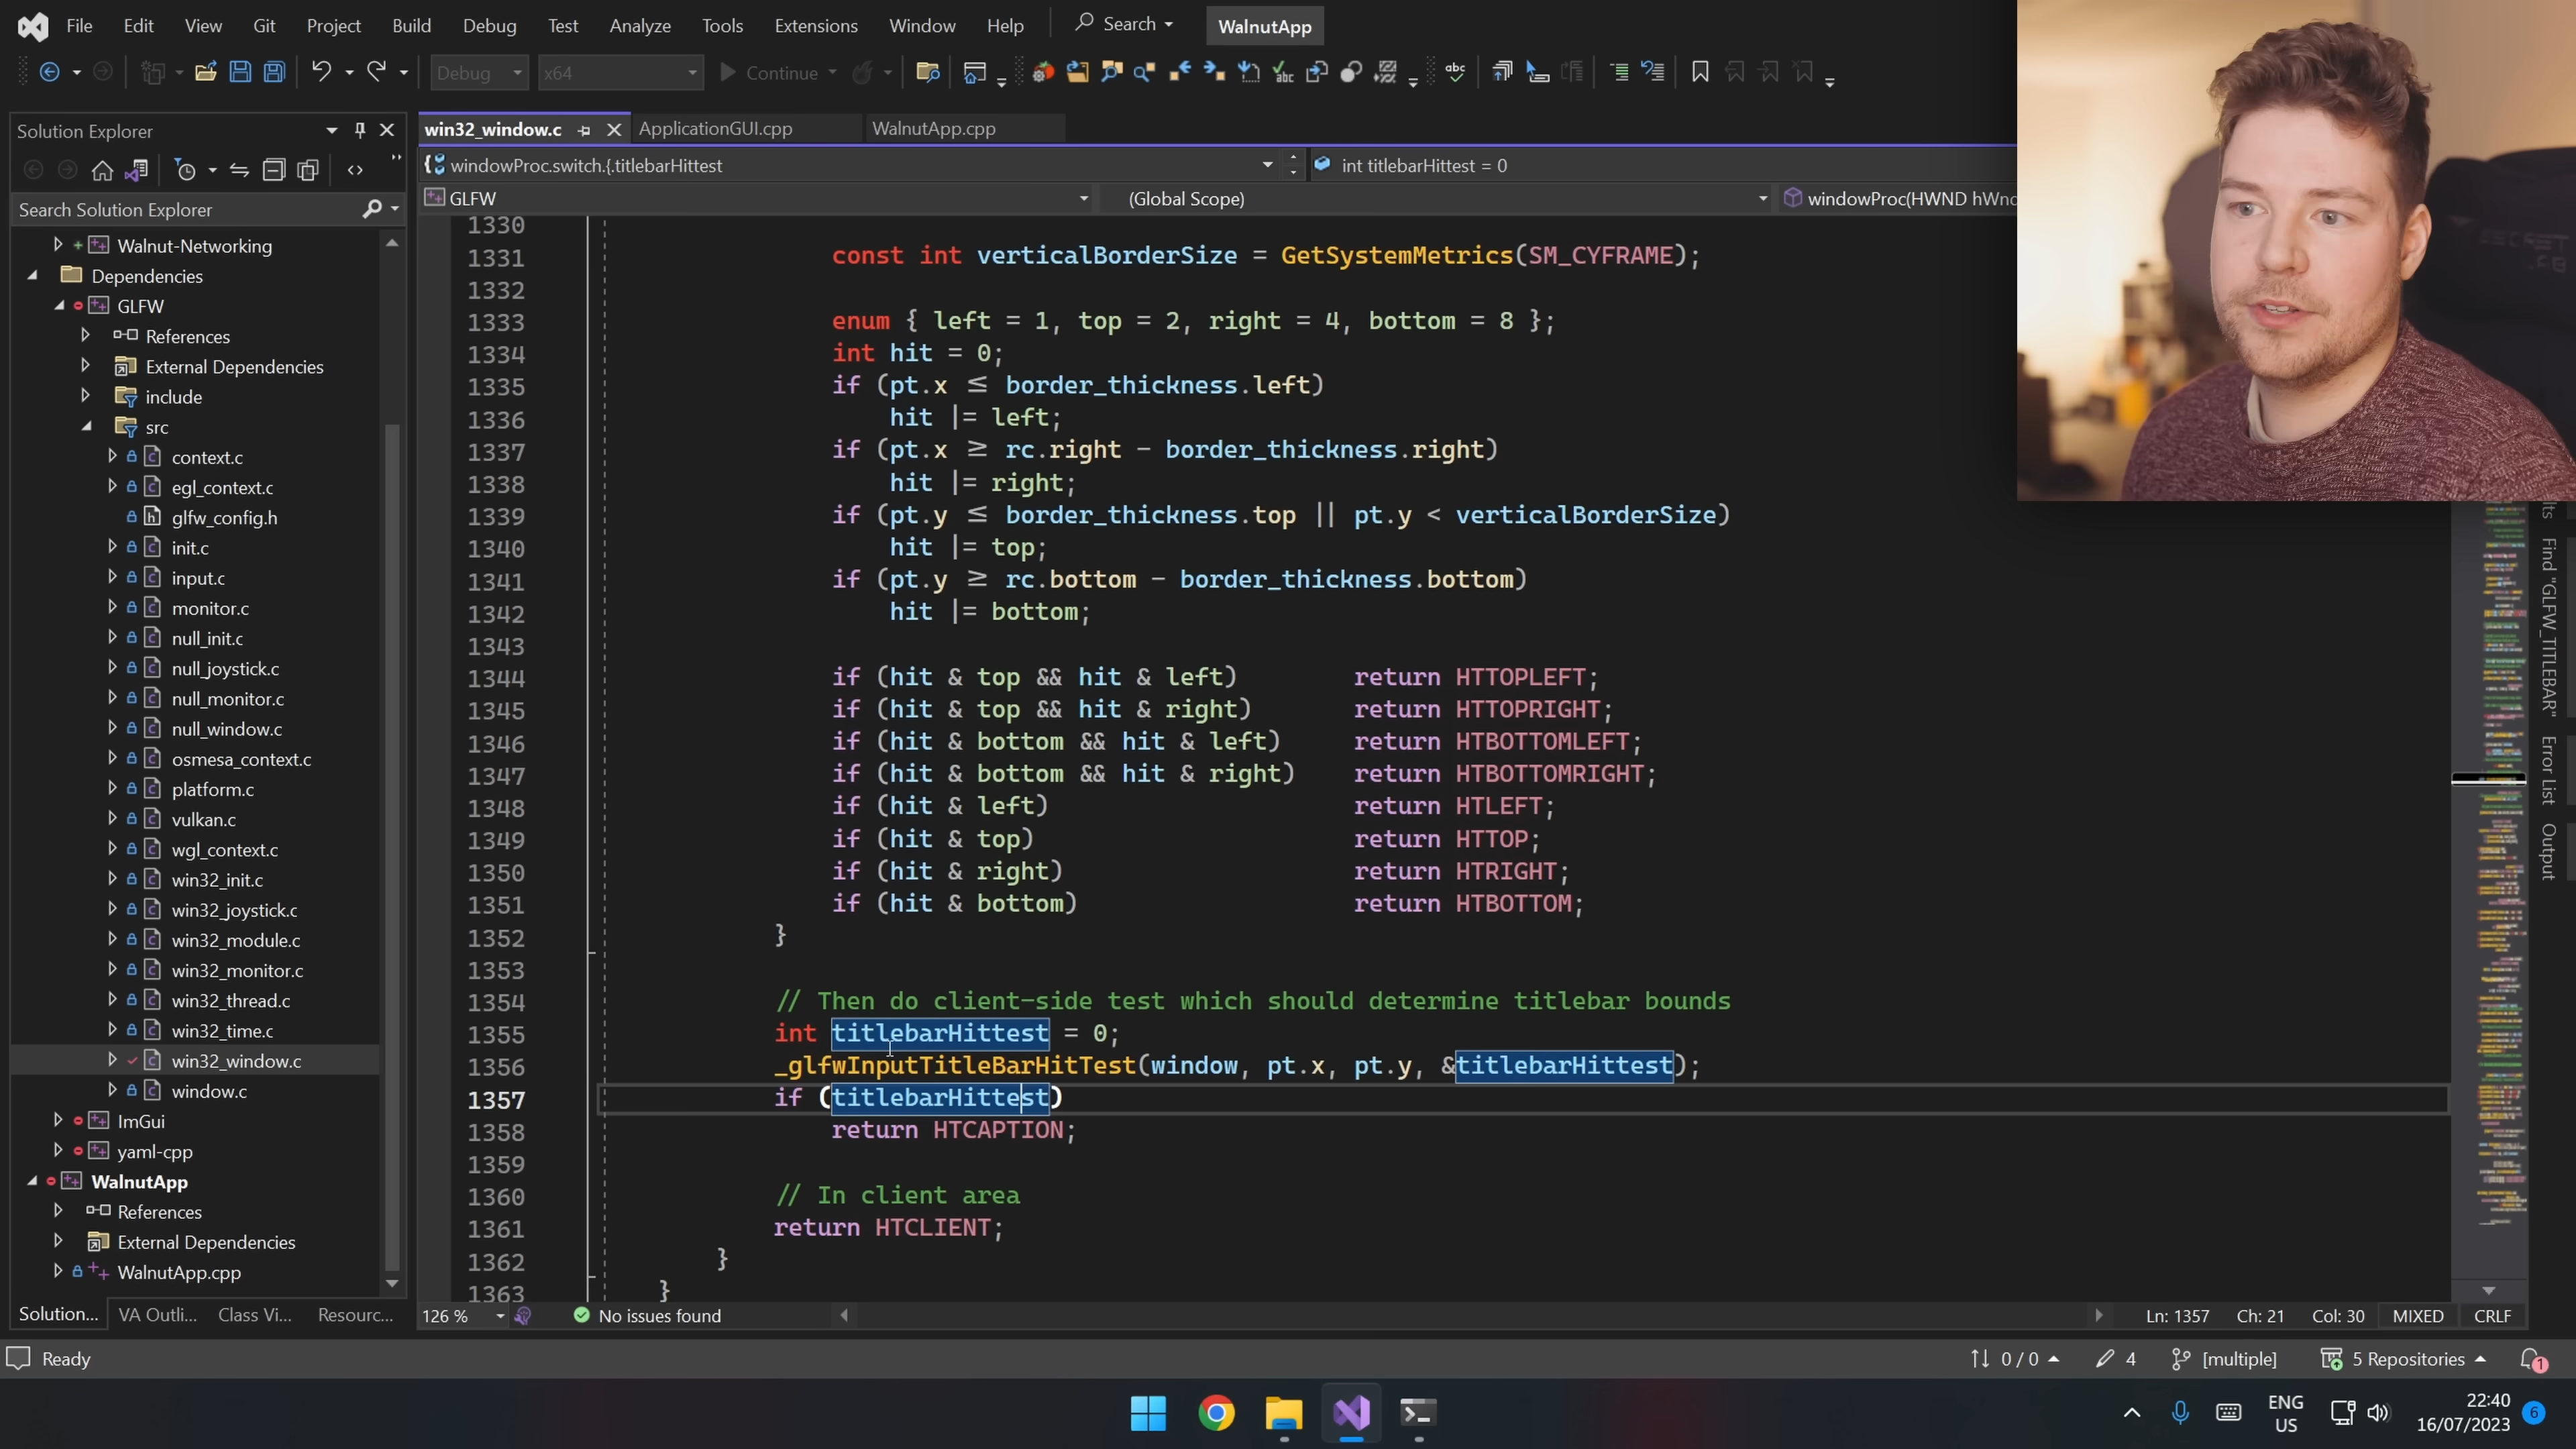 File Edit View Git Project Build Debug Test Analyze Tools Extensions Window Help Search WalnutApp
Debug x64 Continue
Solution Explorer
Search Solution Explorer
Walnut-Networking
Dependencies
GLFW
References
External Dependencies
include
src
context.c
egl_context.c
glfw_config.h
init.c
input.c
monitor.c
null_init.c
null_joystick.c
null_monitor.c
null_window.c
osmesa_context.c
platform.c
vulkan.c
wgl_context.c
win32_init.c
win32_joystick.c
win32_module.c
win32_monitor.c
win32_thread.c
win32_time.c
win32_window.c
window.c
ImGui
yaml-cpp
WalnutApp
References
External Dependencies
WalnutApp.cpp
Solution... VA Outli... Class Vi... Resourc...
win32_window.c ApplicationGUI.cpp WalnutApp.cpp
windowProc.switch.{.titlebarHittest int titlebarHittest = 0
GLFW (Global Scope) windowProc(HWND hWnd
1330
1331 const int verticalBorderSize = GetSystemMetrics(SM_CYFRAME);
1332
1333 enum { left = 1, top = 2, right = 4, bottom = 8 };
1334 int hit = 0;
1335 if (pt.x ≤ border_thickness.left)
1336 hit |= left;
1337 if (pt.x ≥ rc.right - border_thickness.right)
1338 hit |= right;
1339 if (pt.y ≤ border_thickness.top || pt.y < verticalBorderSize)
1340 hit |= top;
1341 if (pt.y ≥ rc.bottom - border_thickness.bottom)
1342 hit |= bottom;
1343
1344 if (hit & top && hit & left) return HTTOPLEFT;
1345 if (hit & top && hit & right) return HTTOPRIGHT;
1346 if (hit & bottom && hit & left) return HTBOTTOMLEFT;
1347 if (hit & bottom && hit & right) return HTBOTTOMRIGHT;
1348 if (hit & left) return HTLEFT;
1349 if (hit & top) return HTTOP;
1350 if (hit & right) return HTRIGHT;
1351 if (hit & bottom) return HTBOTTOM;
1352 }
1353
1354 // Then do client-side test which should determine titlebar bounds
1355 int titlebarHittest = 0;
1356 _glfwInputTitleBarHitTest(window, pt.x, pt.y, &titlebarHittest);
1357 if (titlebarHittest)
1358 return HTCAPTION;
1359
1360 // In client area
1361 return HTCLIENT;
1362 }
1363 }
Find "GLFW_TITLEBAR"
Error List
Output
126 % No issues found Ln: 1357 Ch: 21 Col: 30 MIXED CRLF
Ready 0 / 0 4 [multiple] 5 Repositories 1
ENG
US
22:40
16/07/2023
6